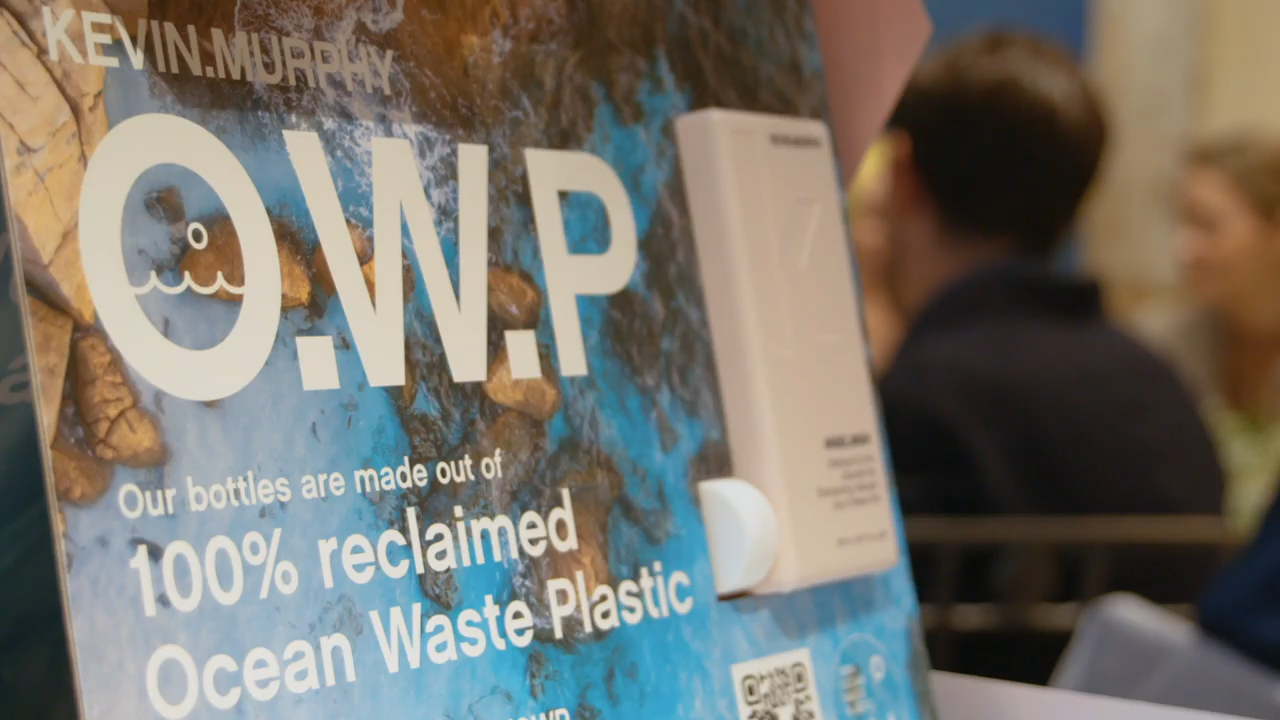 KEVIN.MURPHY
O.W.P
Our bottles are made out of
100% reclaimed
Ocean Waste Plastic